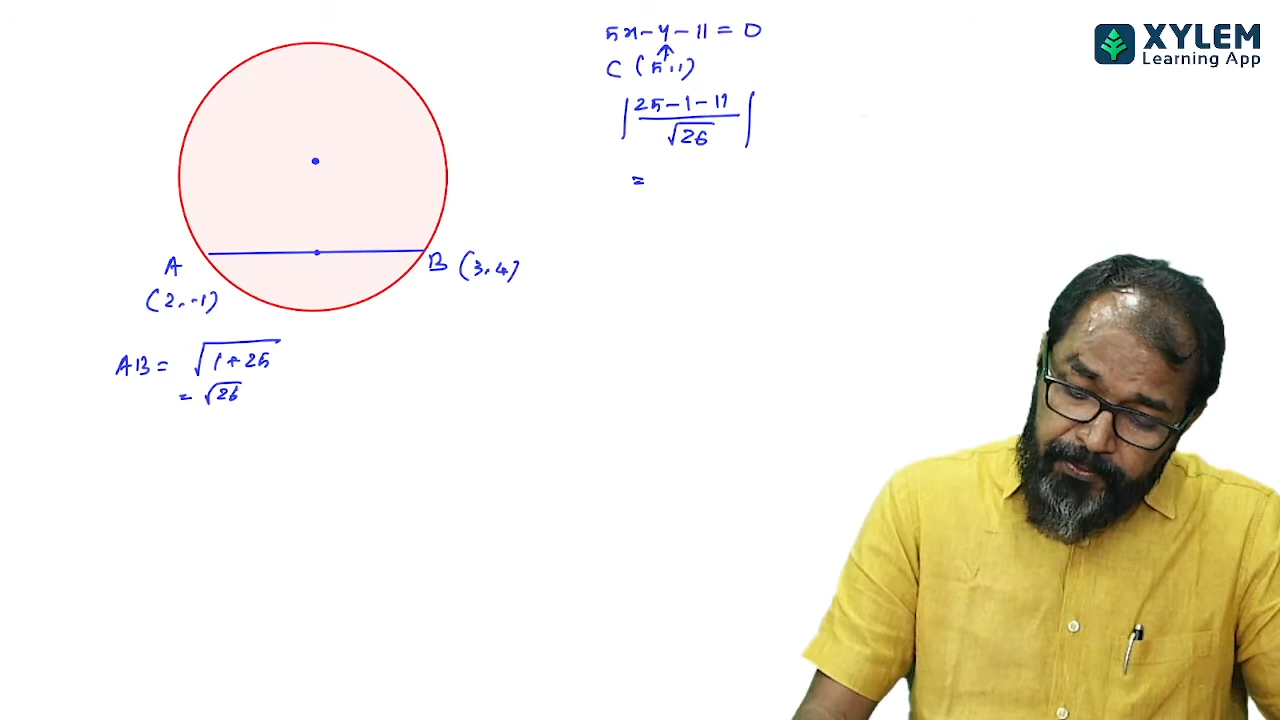 5x - y - 11 = 0
C (5, 1)
| 25 - 1 - 11 / √26 |
=
A
(2, -1)
B (3, 4)
AB = √1 + 25
= √26
XYLEM
Learning App